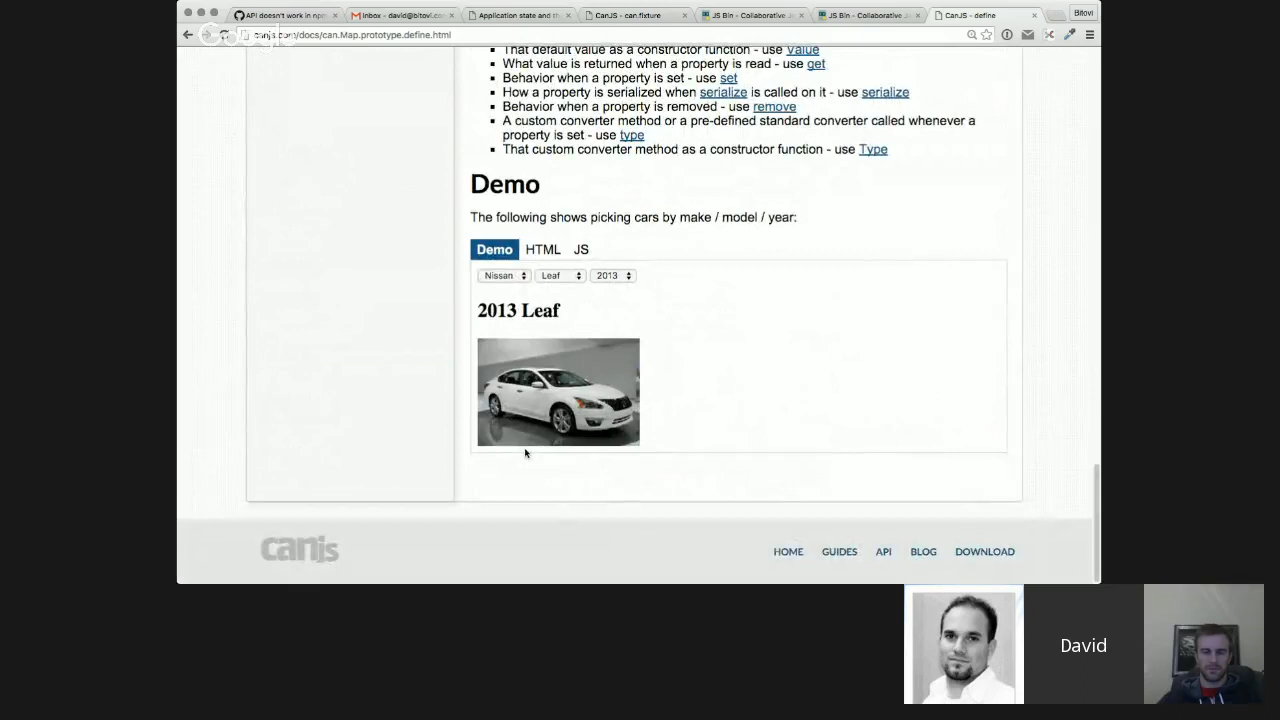 API doesn't work in npm
Inbox - david@bitovi.co
Application state and th
CanJS - can.fixture
JS Bin - Collaborative J
JS Bin - Collaborative Ja
CanJS - define
Bitovi
Google
canjs.com/docs/can.Map.prototype.define.html
That default value as a constructor function - use Value
What value is returned when a property is read - use get
Behavior when a property is set - use set
How a property is serialized when serialize is called on it - use serialize
Behavior when a property is removed - use remove
A custom converter method or a pre-defined standard converter called whenever a
property is set - use type
That custom converter method as a constructor function - use Type
Demo
The following shows picking cars by make / model / year:
Demo HTML JS
Nissan Leaf 2013
2013 Leaf
canjs
HOME GUIDES API BLOG DOWNLOAD
David